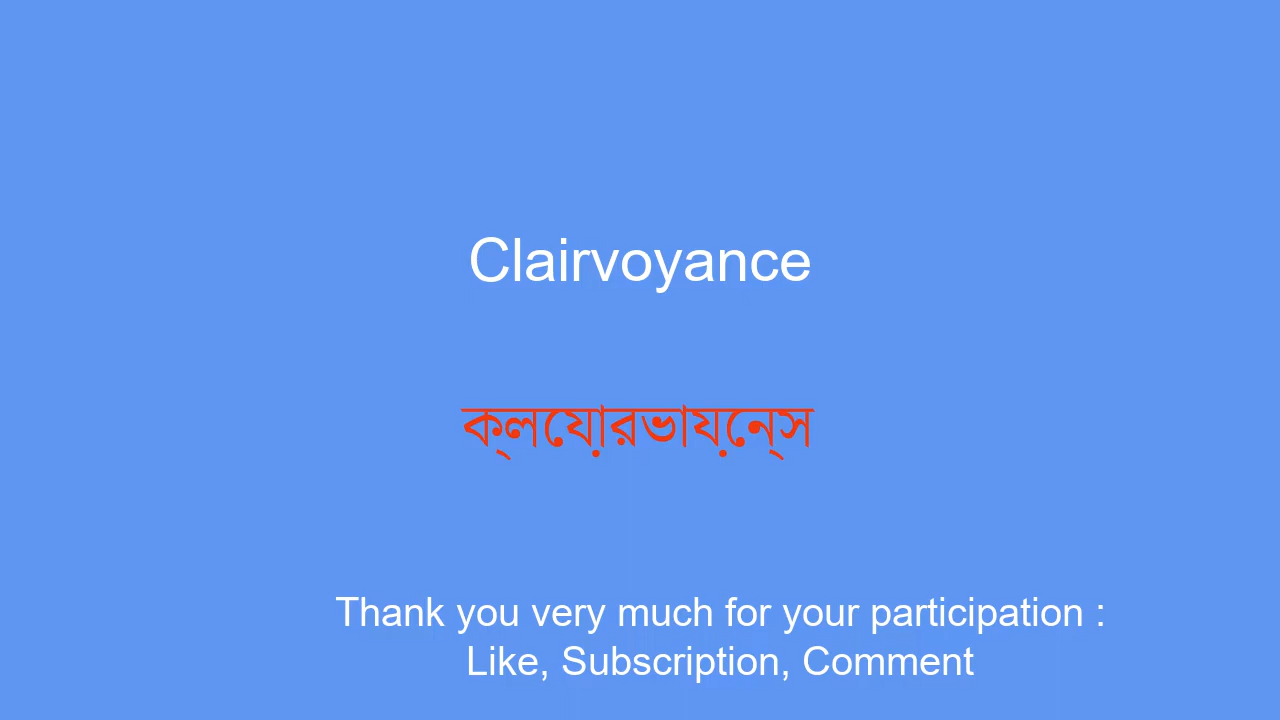 Clairvoyance
ক্লেয়ারভায়েন্স
Thank you very much for your participation :
Like, Subscription, Comment